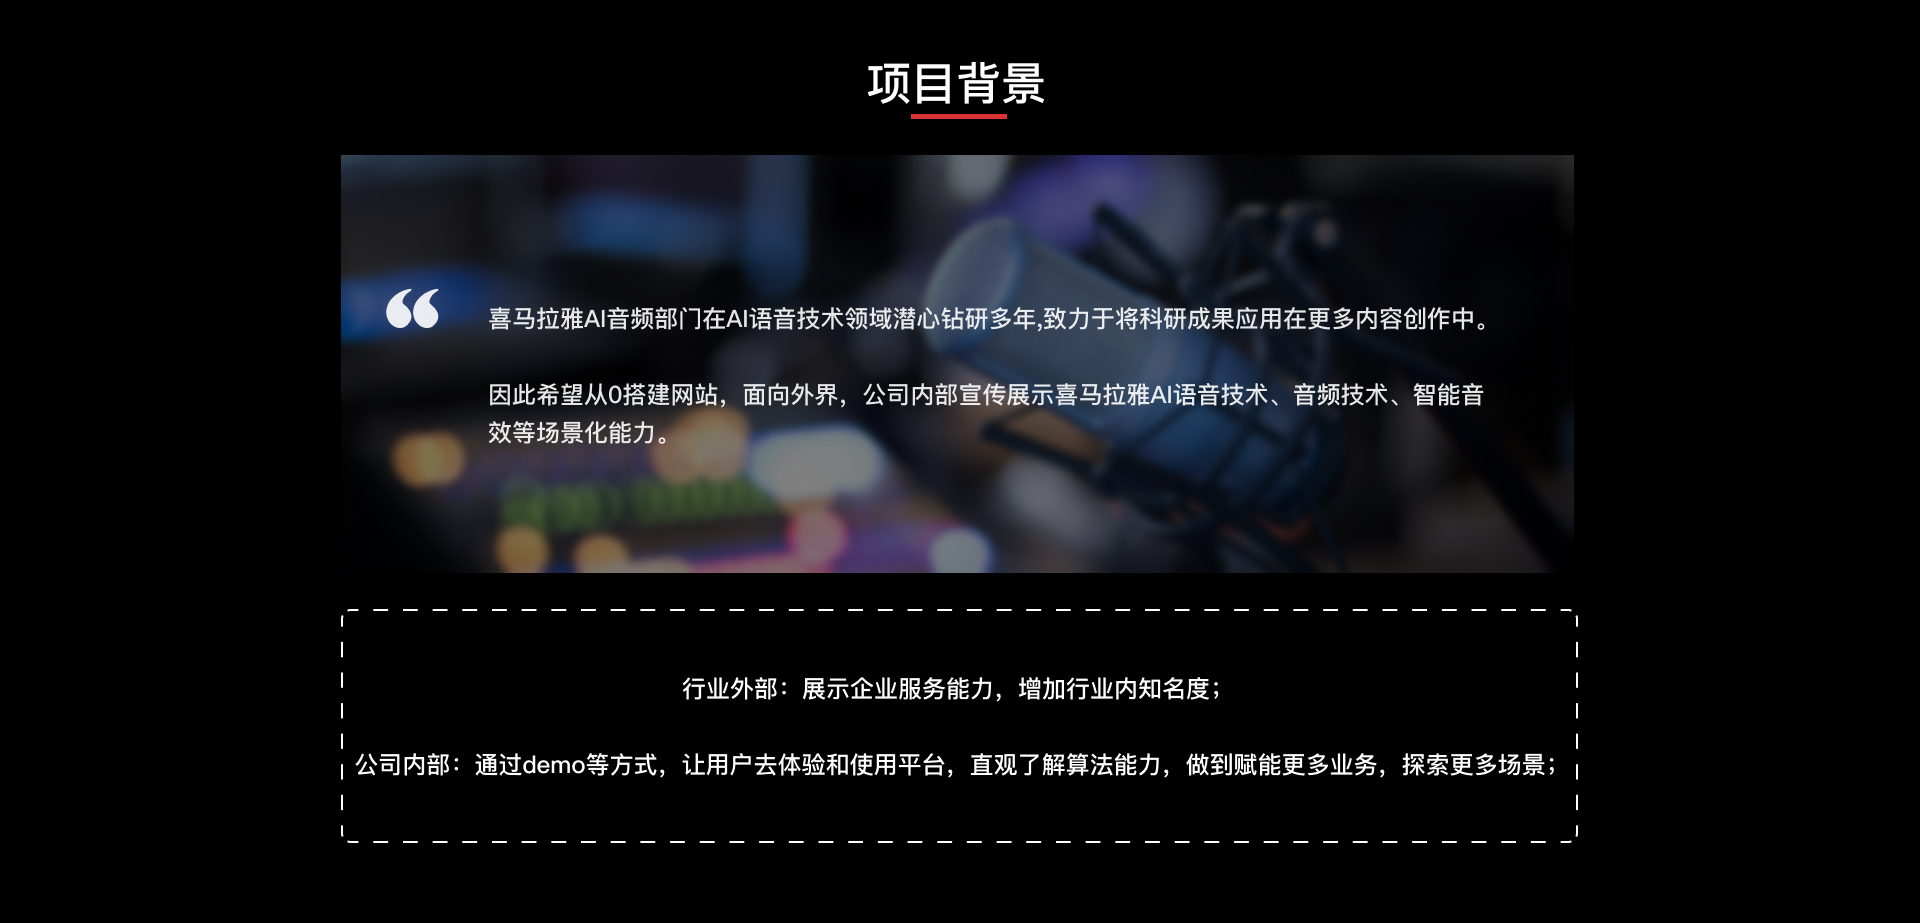 项目背景
喜马拉雅AI音频部门在AI语音技术领域潜心钻研多年,致力于将科研成果应用在更多内容创作中。
因此希望从0搭建网站，面向外界，公司内部宣传展示喜马拉雅AI语音技术、音频技术、智能音
效等场景化能力。
行业外部：展示企业服务能力，增加行业内知名度；
公司内部：通过demo等方式，让用户去体验和使用平台，直观了解算法能力，做到赋能更多业务，探索更多场景；